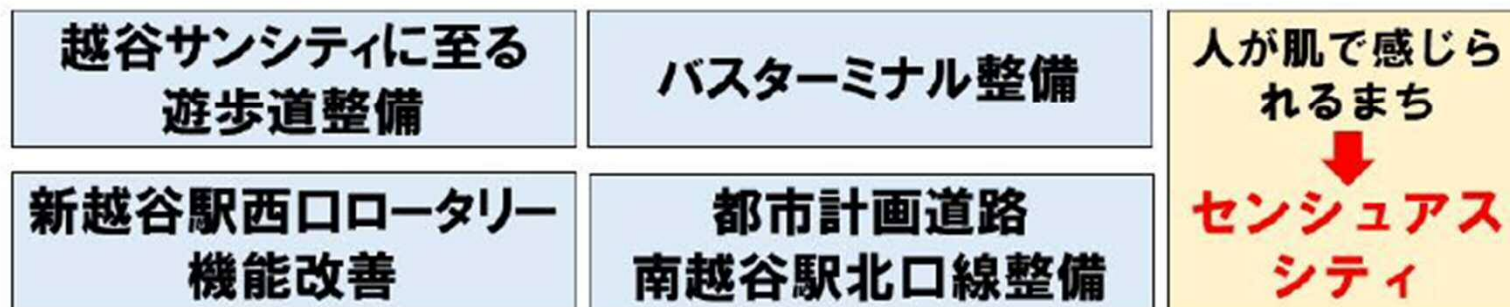 越谷サンシティに至る
遊歩道整備
バスターミナル整備
人が肌で感じら
れるまち
センシュアス
シティ
新越谷駅西口ロータリー
機能改善
都市計画道路
南越谷駅北口線整備